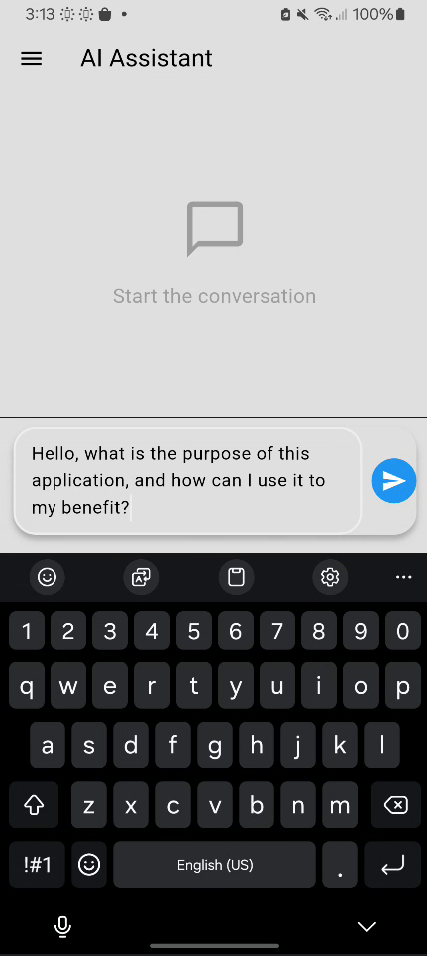 3:13
100%
AI Assistant
Start the conversation
Hello, what is the purpose of this
application, and how can I use it to
my benefit?
1 2 3 4 5 6 7 8 9 0
q w e r t y u i o p
a s d f g h j k l
z x c v b n m
!#1 English (US) .